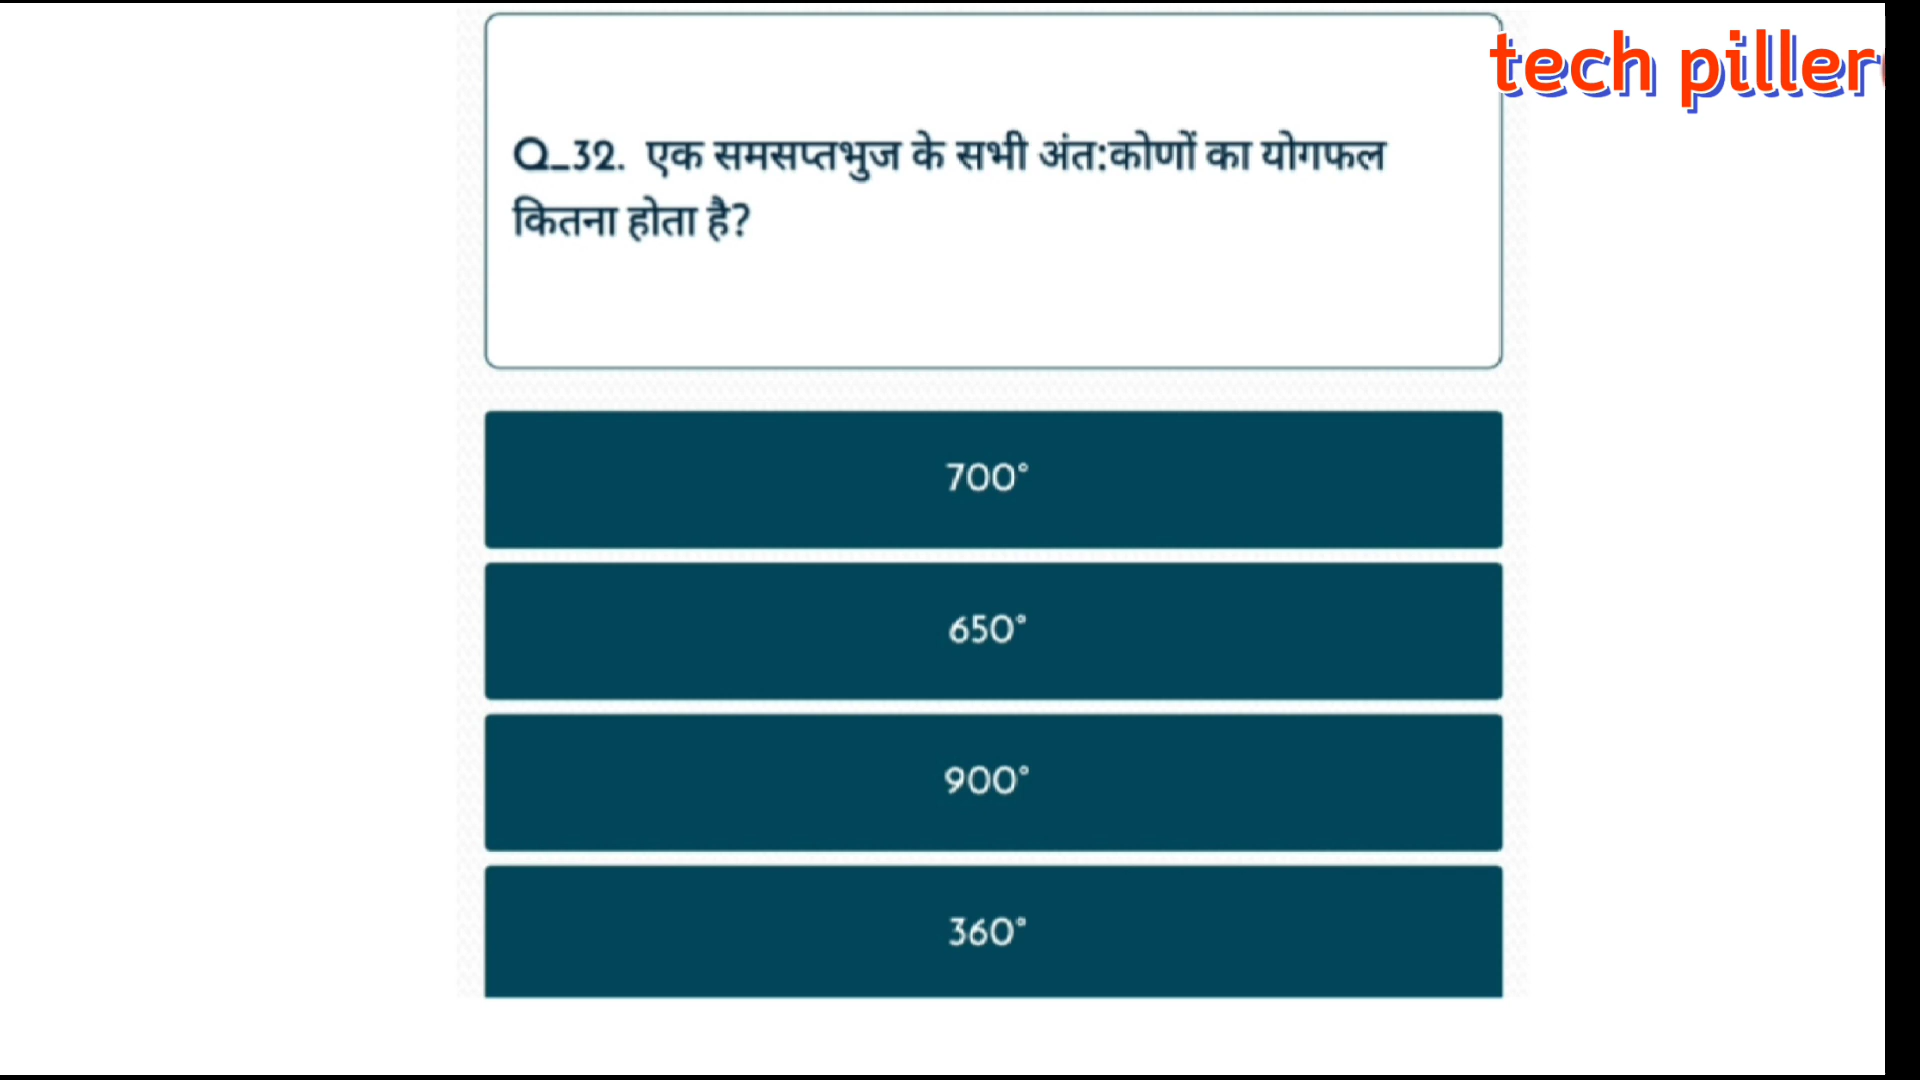 tech piller
Q_32. एक समसप्तभुज के सभी अंत:कोणों का योगफल
कितना होता है?
700°
650°
900°
360°